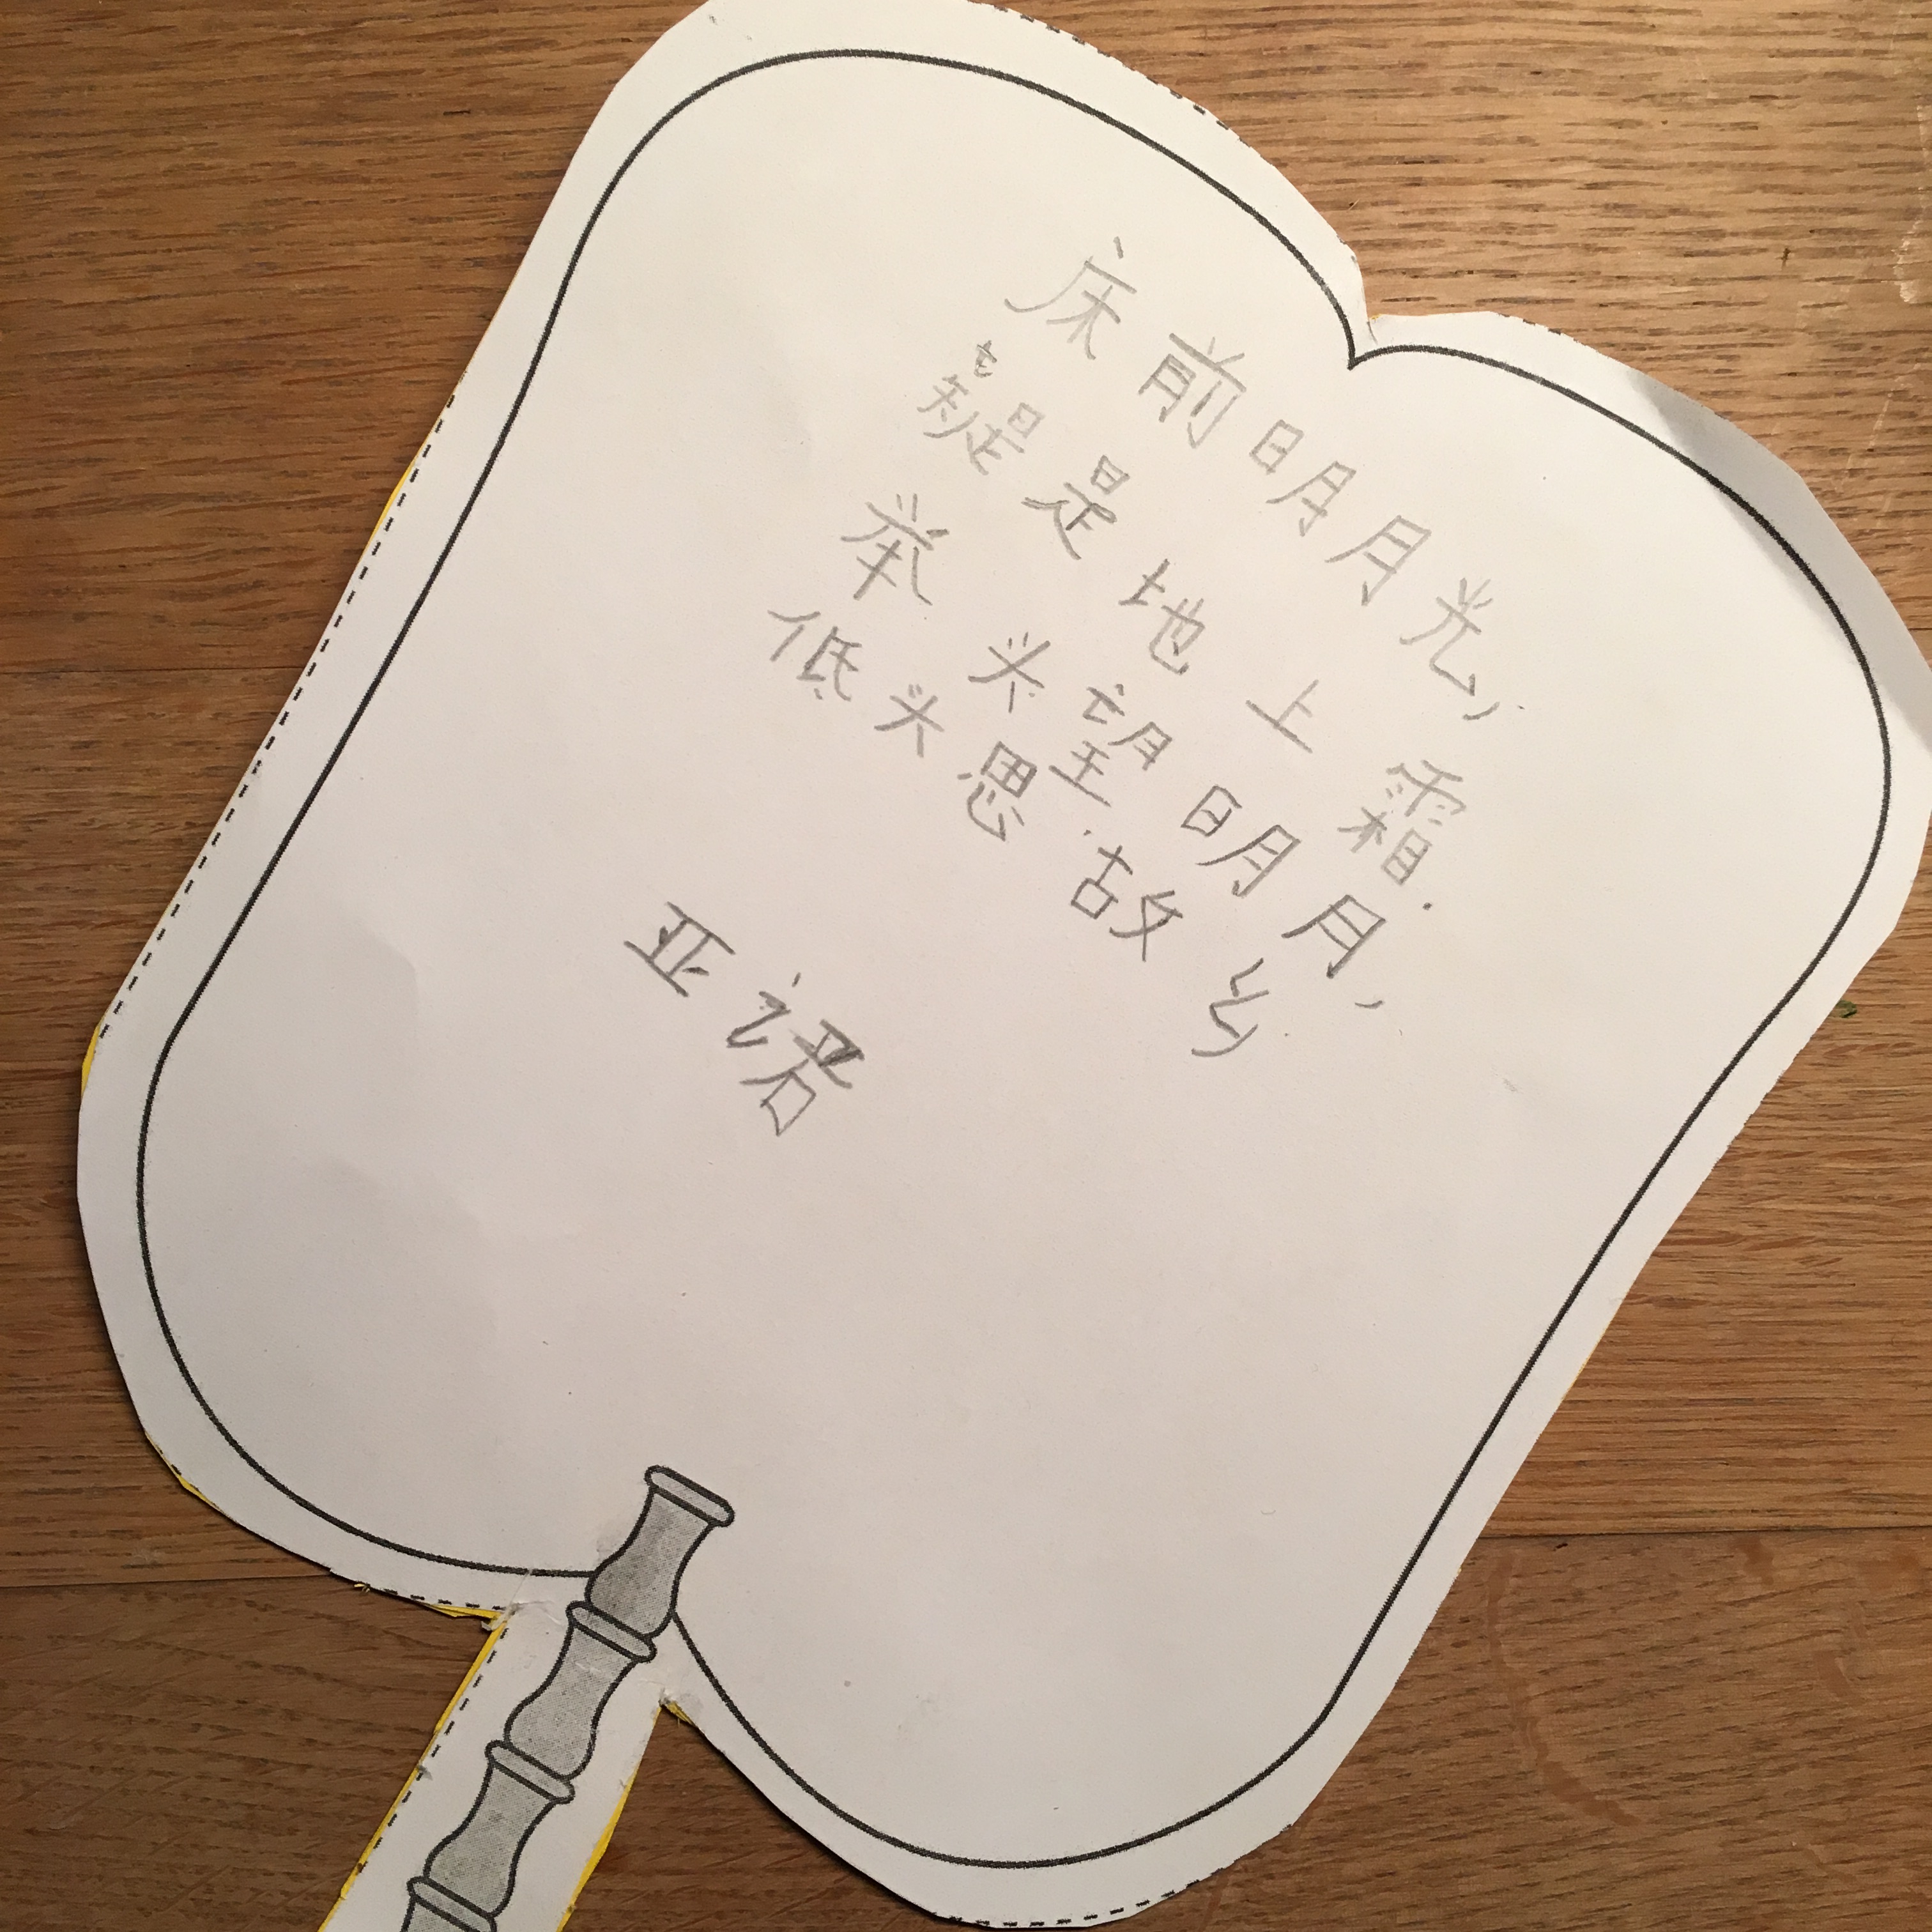 床前明月光,
疑是地上霜.
举头望明月,
低头思故乡
亚诺